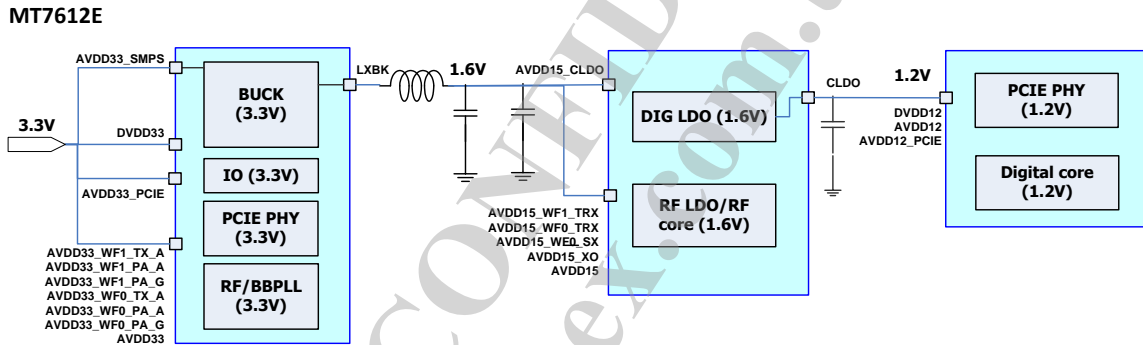 MT7612E
AVDD33_SMPS
3.3V
DVDD33
AVDD33_PCIE
AVDD33_WF1_TX_A
AVDD33_WF1_PA_A
AVDD33_WF1_PA_G
AVDD33_WF0_TX_A
AVDD33_WF0_PA_A
AVDD33_WF0_PA_G
AVDD33
BUCK
(3.3V)
IO (3.3V)
PCIE PHY
(3.3V)
RF/BBPLL
(3.3V)
LXBK
1.6V
AVDD15_CLDO
AVDD15_WF1_TRX
AVDD15_WF0_TRX
AVDD15_WF0_SX
AVDD15_XO
AVDD15
DIG LDO (1.6V)
RF LDO/RF
core (1.6V)
CLDO
1.2V
DVDD12
AVDD12
AVDD12_PCIE
PCIE PHY
(1.2V)
Digital core
(1.2V)
CONFID
ex.com.